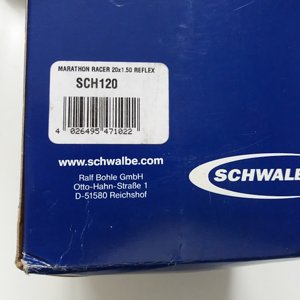 MARATHON RACER 20x1.50 REFLEX
SCH120
4 026495 471022
www.schwalbe.com
Ralf Bohle GmbH
Otto-Hahn-Straße 1
D-51580 Reichshof
SCHWALBE